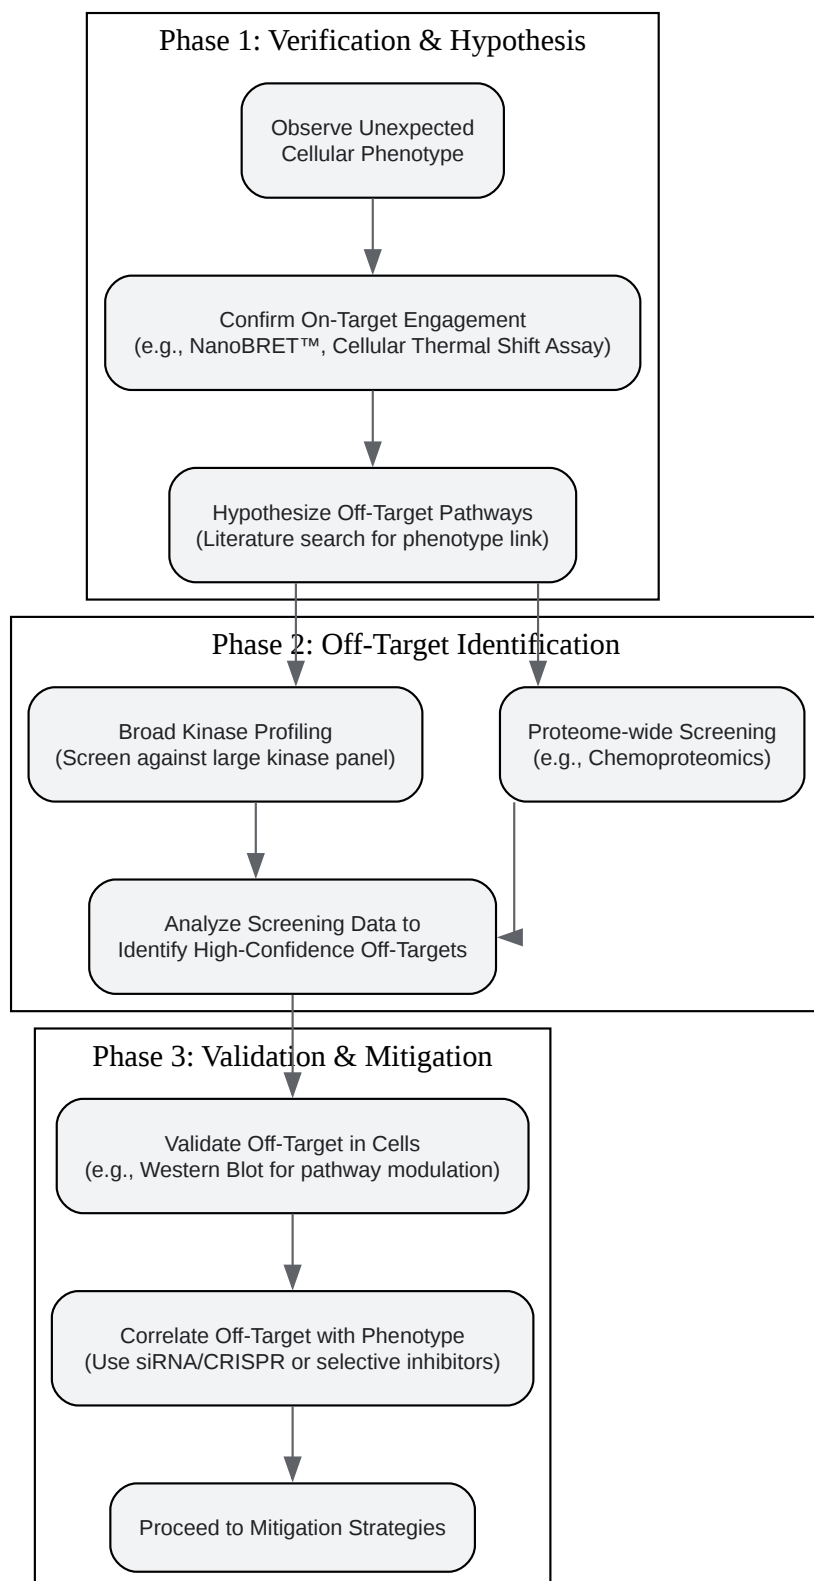 Phase 1: Verification & Hypothesis
Observe Unexpected
Cellular Phenotype
Confirm On-Target Engagement
(e.g., NanoBRET™, Cellular Thermal Shift Assay)
Hypothesize Off-Target Pathways
(Literature search for phenotype link)
Phase 2: Off-Target Identification
Broad Kinase Profiling
(Screen against large kinase panel)
Proteome-wide Screening
(e.g., Chemoproteomics)
Analyze Screening Data to
Identify High-Confidence Off-Targets
Phase 3: Validation & Mitigation
Validate Off-Target in Cells
(e.g., Western Blot for pathway modulation)
Correlate Off-Target with Phenotype
(Use siRNA/CRISPR or selective inhibitors)
Proceed to Mitigation Strategies